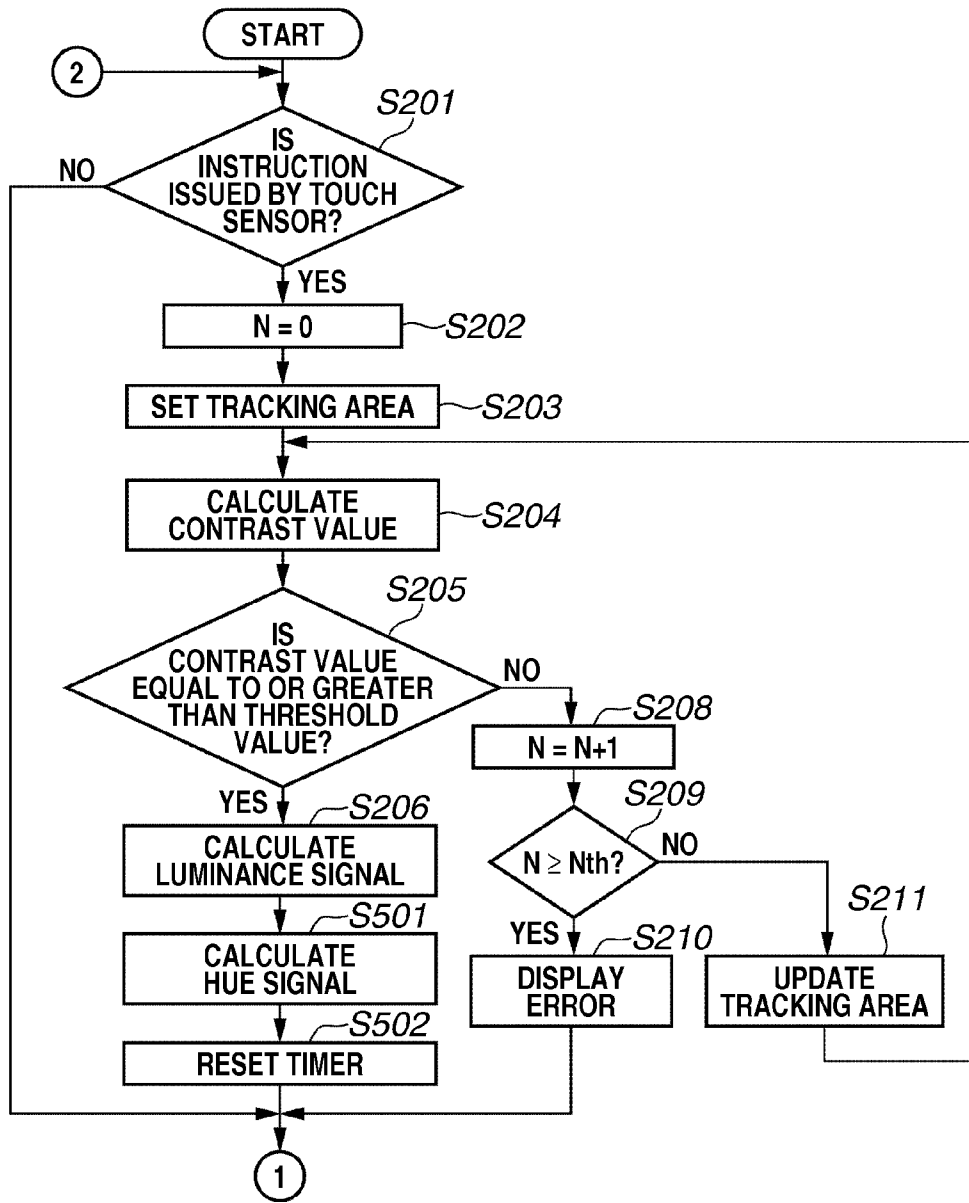 START
2
S201
IS
INSTRUCTION
ISSUED BY TOUCH
SENSOR?
NO
YES
N = 0
S202
SET TRACKING AREA
S203
CALCULATE
CONTRAST VALUE
S204
S205
IS
CONTRAST VALUE
EQUAL TO OR GREATER
THAN THRESHOLD
VALUE?
NO
S208
N = N+1
YES
S206
CALCULATE
LUMINANCE SIGNAL
S209
N ≥ Nth?
NO
YES
S501
CALCULATE
HUE SIGNAL
S210
DISPLAY
ERROR
S211
UPDATE
TRACKING AREA
S502
RESET TIMER
1